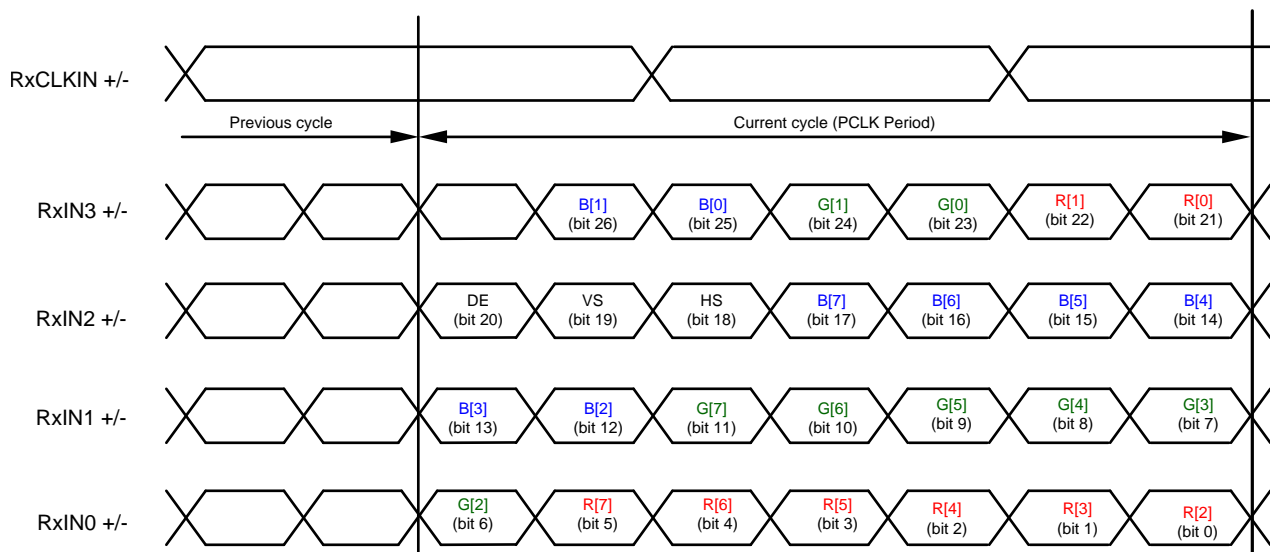 RxCLKIN +/-
Previous cycle
Current cycle (PCLK Period)
RxIN3 +/-
B[1] B[0] G[1] G[0] R[1] R[0]
(bit 26) (bit 25) (bit 24) (bit 23) (bit 22) (bit 21)
RxIN2 +/-
DE VS HS B[7] B[6] B[5] B[4]
(bit 20) (bit 19) (bit 18) (bit 17) (bit 16) (bit 15) (bit 14)
RxIN1 +/-
B[3] B[2] G[7] G[6] G[5] G[4] G[3]
(bit 13) (bit 12) (bit 11) (bit 10) (bit 9) (bit 8) (bit 7)
RxIN0 +/-
G[2] R[7] R[6] R[5] R[4] R[3] R[2]
(bit 6) (bit 5) (bit 4) (bit 3) (bit 2) (bit 1) (bit 0)